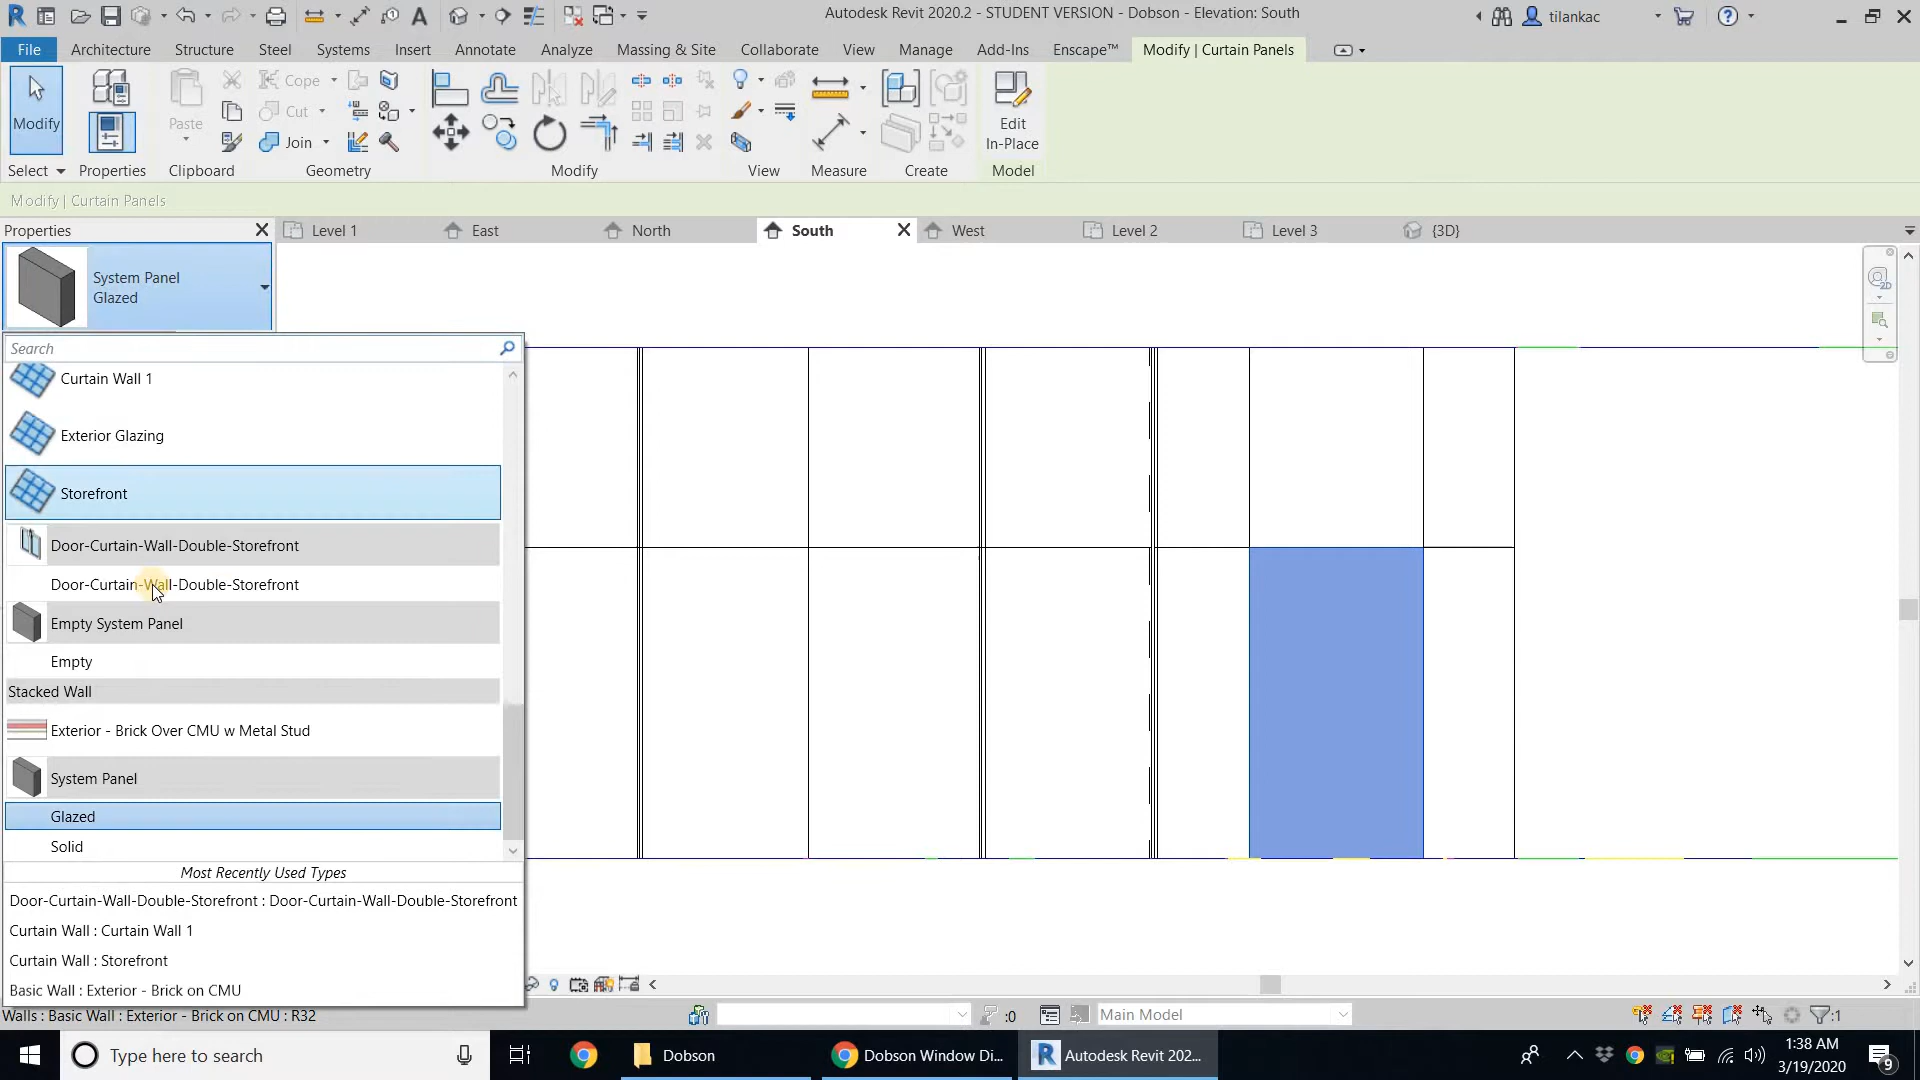 Autodesk Revit 2020.2 - STUDENT VERSION - Dobson - Elevation: South
tilankac
File
Architecture
Structure
Steel
Systems
Insert
Annotate
Analyze
Massing & Site
Collaborate
View
Manage
Add-Ins
Enscape™
Modify | Curtain Panels
Modify
Paste
Cope
Cut
Join
Edit
In-Place
Select
Properties
Clipboard
Geometry
Modify
View
Measure
Create
Model
Modify | Curtain Panels
Properties
Level 1
East
North
South
West
Level 2
Level 3
{3D}
System Panel
Glazed
2D
Search
Curtain Wall 1
Exterior Glazing
Storefront
Door-Curtain-Wall-Double-Storefront
Door-Curtain-Wall-Double-Storefront
Empty System Panel
Empty
Stacked Wall
Exterior - Brick Over CMU w Metal Stud
System Panel
Glazed
Solid
Most Recently Used Types
Door-Curtain-Wall-Double-Storefront : Door-Curtain-Wall-Double-Storefront
Curtain Wall : Curtain Wall 1
Curtain Wall : Storefront
Basic Wall : Exterior - Brick on CMU
Walls : Basic Wall : Exterior - Brick on CMU : R32
:0
Main Model
:1
Type here to search
Dobson
Dobson Window Di...
Autodesk Revit 202...
1:38 AM
3/19/2020
9